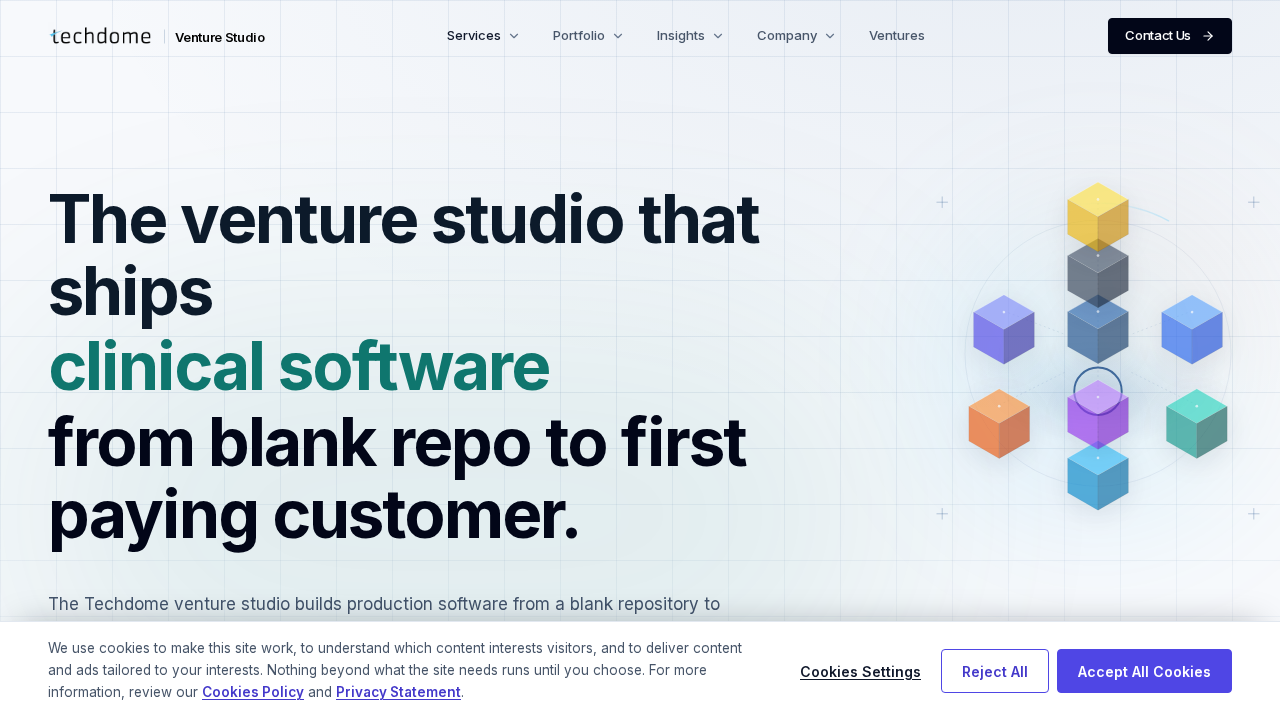 techdome Venture Studio
Services Portfolio Insights Company Ventures
Contact Us
The venture studio that
ships
clinical software
from blank repo to first
paying customer.
The Techdome venture studio builds production software from a blank repository to
We use cookies to make this site work, to understand which content interests visitors, and to deliver content
and ads tailored to your interests. Nothing beyond what the site needs runs until you choose. For more
information, review our Cookies Policy and Privacy Statement.
Cookies Settings
Reject All
Accept All Cookies